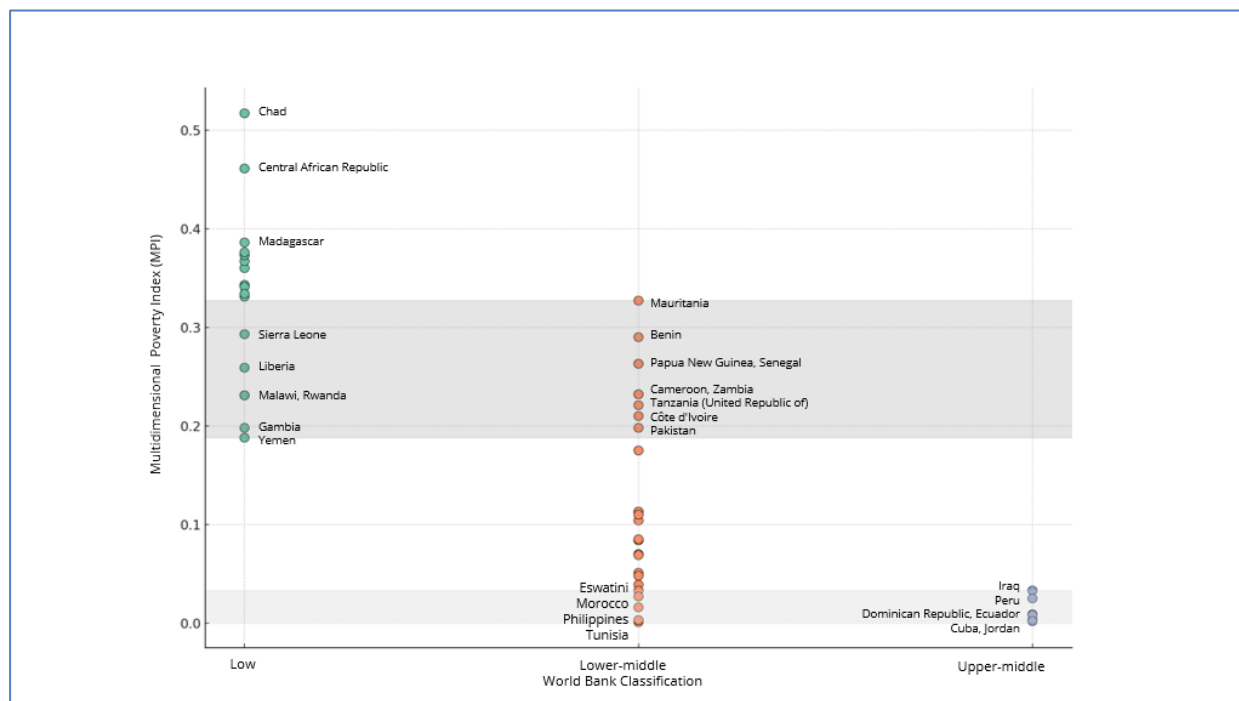 Multidimensional Poverty Index (MPI)
0.5
0.4
0.3
0.2
0.1
0.0
Chad
Central African Republic
Madagascar
Sierra Leone
Liberia
Malawi, Rwanda
Gambia
Yemen
Mauritania
Benin
Papua New Guinea, Senegal
Cameroon, Zambia
Tanzania (United Republic of)
Côte d'Ivoire
Pakistan
Eswatini
Morocco
Philippines
Tunisia
Iraq
Peru
Dominican Republic, Ecuador
Cuba, Jordan
Low
Lower-middle
Upper-middle
World Bank Classification